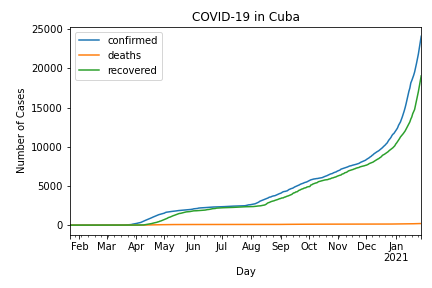 COVID-19 in Cuba
25000
20000
15000
10000
5000
0
Number of Cases
confirmed
deaths
recovered
Feb Mar Apr May Jun Jul Aug Sep Oct Nov Dec Jan
2021
Day